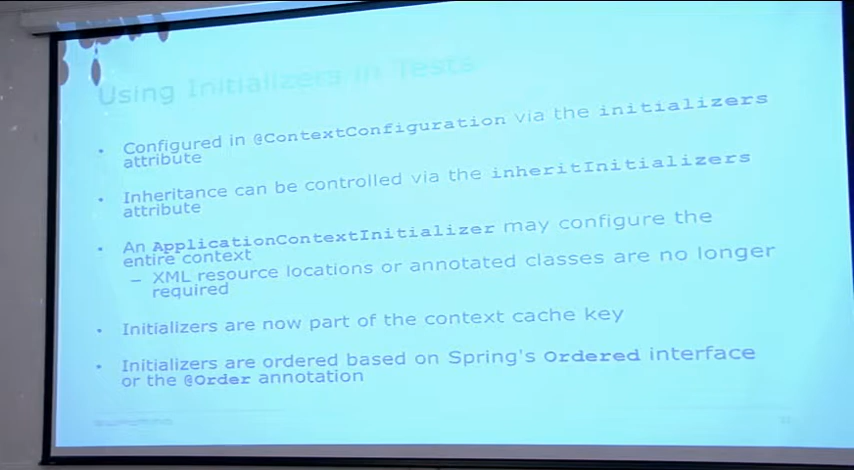 Using Initializers in Tests
• Configured in @ContextConfiguration via the initializers
attribute
• Inheritance can be controlled via the inheritInitializers
attribute
• An ApplicationContextInitializer may configure the
entire context
– XML resource locations or annotated classes are no longer
required
• Initializers are now part of the context cache key
• Initializers are ordered based on Spring's Ordered interface
or the @Order annotation